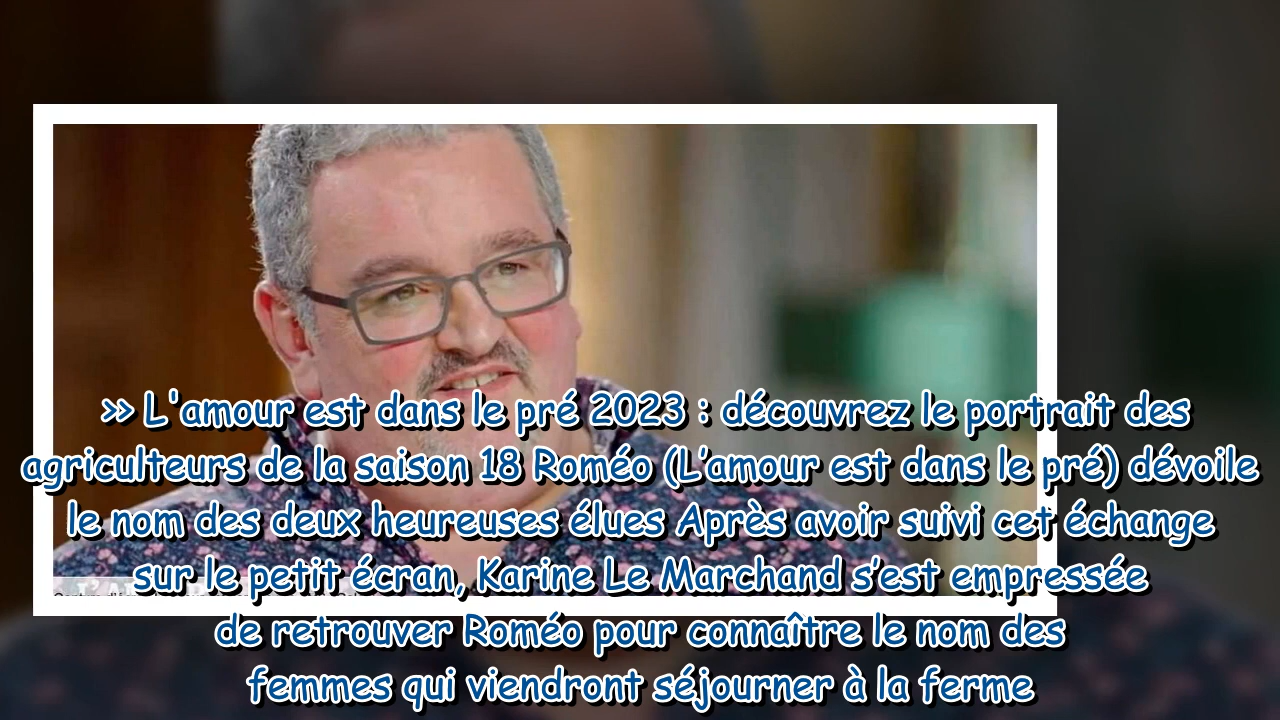 >> L'amour est dans le pré 2023 : découvrez le portrait des
agriculteurs de la saison 18 Roméo (L’amour est dans le pré) dévoile
le nom des deux heureuses élues Après avoir suivi cet échange
sur le petit écran, Karine Le Marchand s’est empressée
de retrouver Roméo pour connaître le nom des
femmes qui viendront séjourner à la ferme